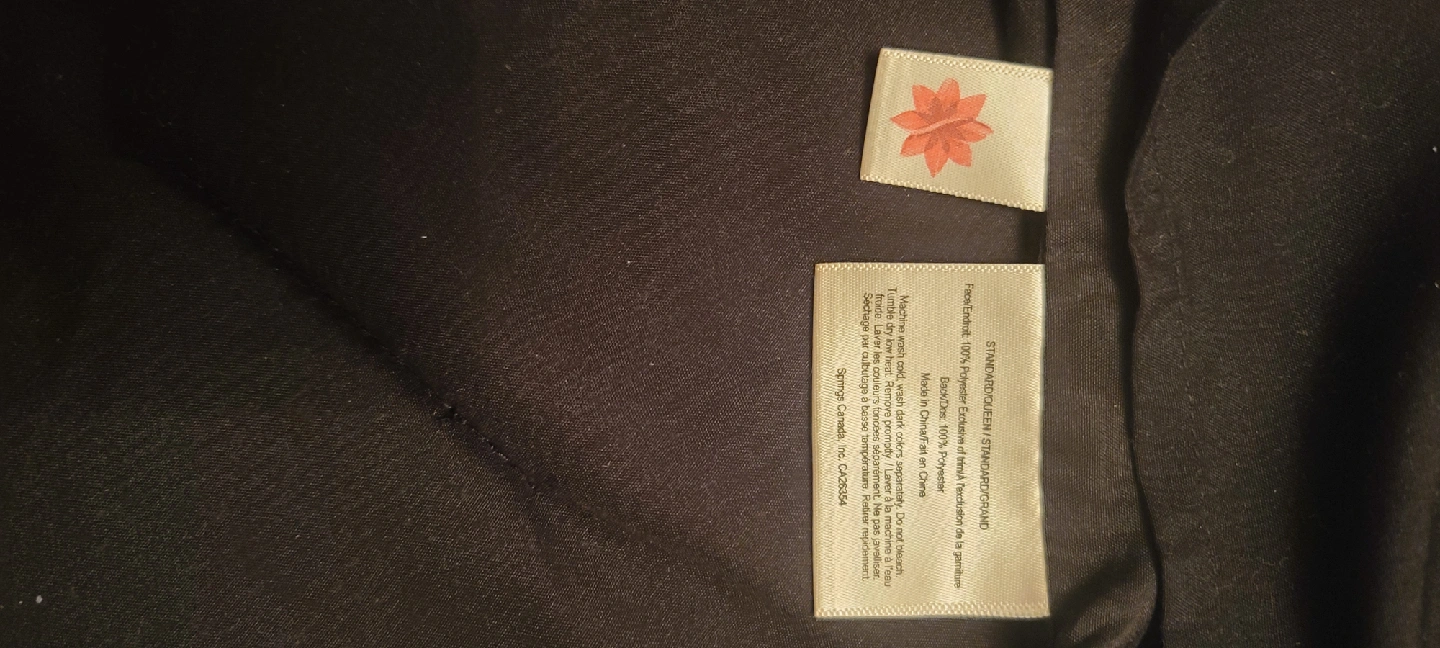 STANDARD/QUEEN / STANDARD/GRAND
Face/Endroit: 100% Polyester Exclusive of trim/À l'exclusion de la garniture
Back/Dos: 100% Polyester
Made in China/Fait en Chine
Machine wash cold, wash dark colors separately. Do not bleach.
Tumble dry low heat. Remove promptly / Laver à la machine à l'eau
froide. Laver les couleurs foncées séparément. Ne pas javelliser.
Séchage par culbutage à basse température. Retirer rapidement.
Springs Canada, Inc. CA26354